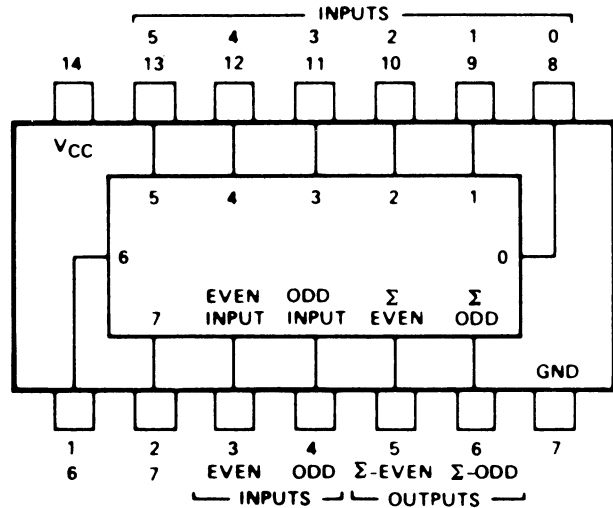 INPUTS
5 4 3 2 1 0
14 13 12 11 10 9 8
VCC
5 4 3 2 1
6 0
EVEN ODD Σ Σ
7 INPUT INPUT EVEN ODD
GND
1 2 3 4 5 6 7
6 7 EVEN ODD Σ-EVEN Σ-ODD
INPUTS OUTPUTS